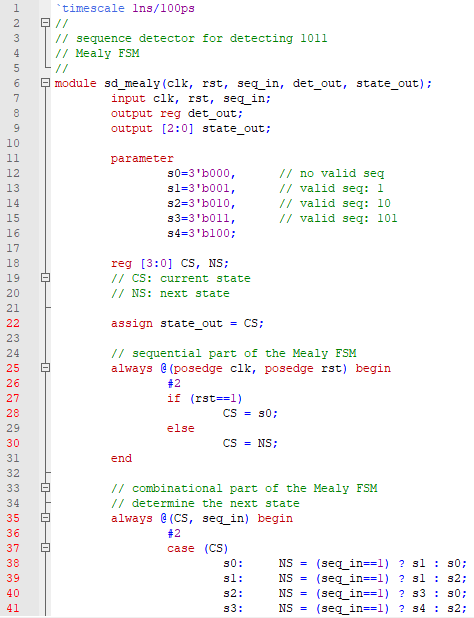 1 `timescale 1ns/100ps
2 //
3 // sequence detector for detecting 1011
4 // Mealy FSM
5 //
6 module sd_mealy(clk, rst, seq_in, det_out, state_out);
7 input clk, rst, seq_in;
8 output reg det_out;
9 output [2:0] state_out;
10
11 parameter
12 s0=3'b000, // no valid seq
13 s1=3'b001, // valid seq: 1
14 s2=3'b010, // valid seq: 10
15 s3=3'b011, // valid seq: 101
16 s4=3'b100;
17
18 reg [3:0] CS, NS;
19 // CS: current state
20 // NS: next state
21
22 assign state_out = CS;
23
24 // sequential part of the Mealy FSM
25 always @(posedge clk, posedge rst) begin
26 #2
27 if (rst==1)
28 CS = s0;
29 else
30 CS = NS;
31 end
32
33 // combinational part of the Mealy FSM
34 // determine the next state
35 always @(CS, seq_in) begin
36 #2
37 case (CS)
38 s0: NS = (seq_in==1) ? s1 : s0;
39 s1: NS = (seq_in==1) ? s1 : s2;
40 s2: NS = (seq_in==1) ? s3 : s0;
41 s3: NS = (seq_in==1) ? s4 : s2;